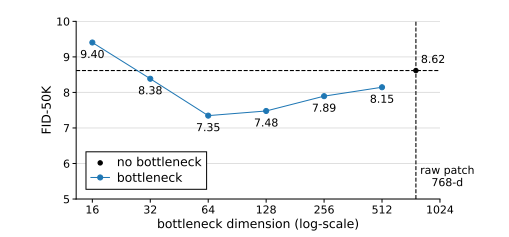 10
9
8
7
6
5
FID-50K
9.40
8.38
7.35
7.48
7.89
8.15
8.62
no bottleneck
bottleneck
raw patch
768-d
16 32 64 128 256 512 1024
bottleneck dimension (log-scale)